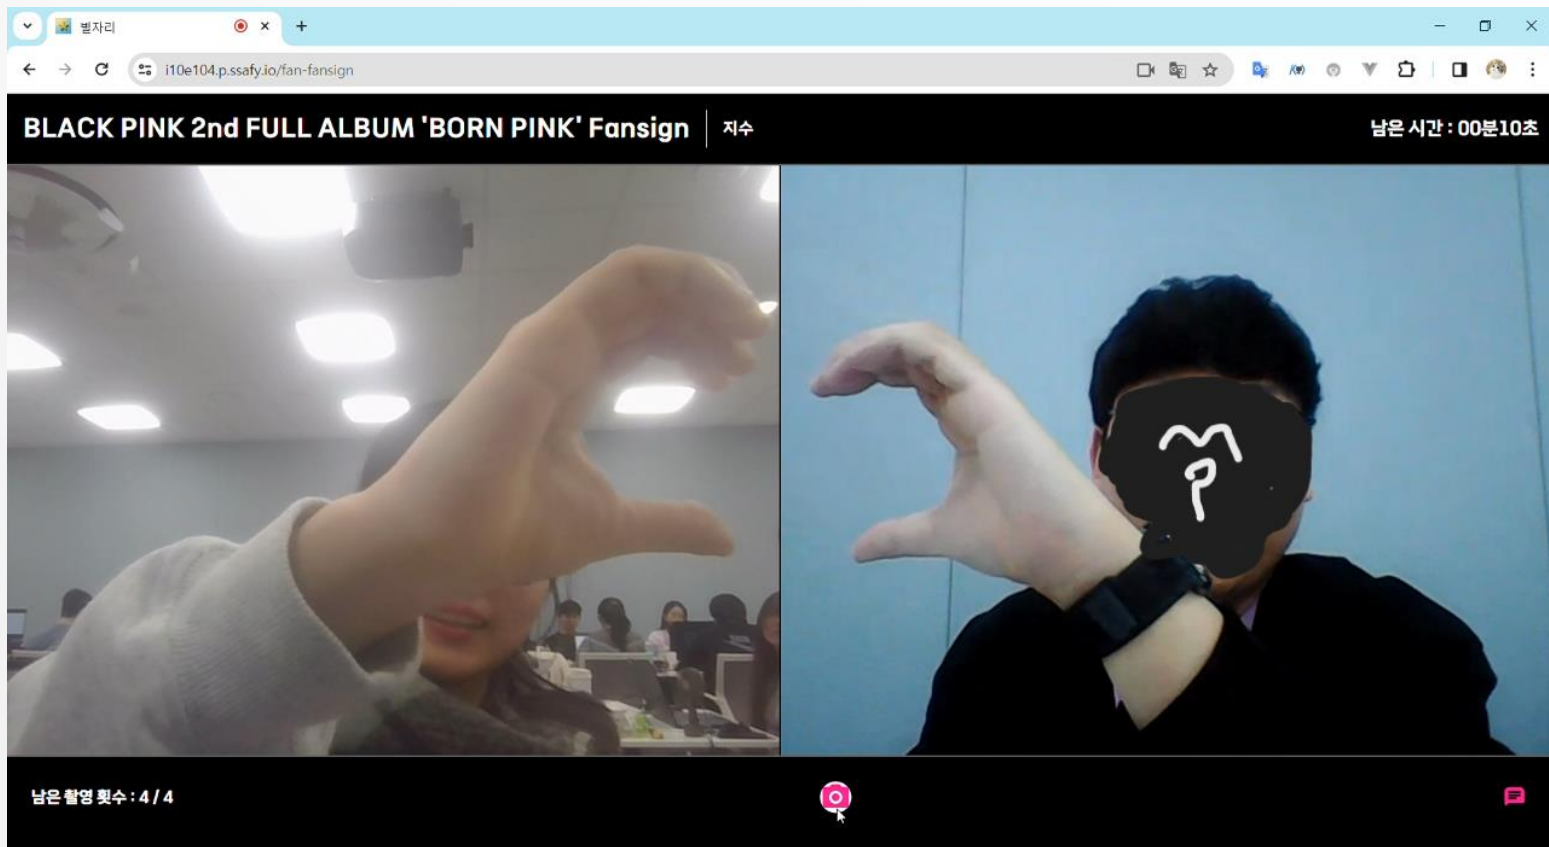 별자리
i10e104.p.ssafy.io/fan-fansign
BLACK PINK 2nd FULL ALBUM 'BORN PINK' Fansign
지수
남은 시간 : 00분10초
남은 촬영 횟수 : 4 / 4